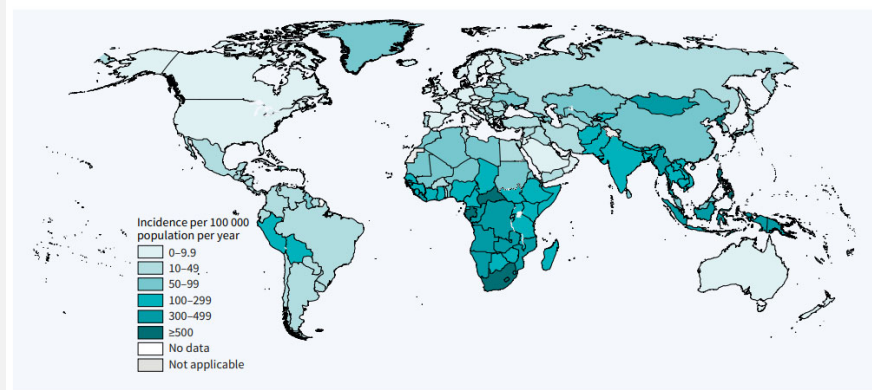 Incidence per 100 000
population per year
0–9.9
10–49
50–99
100–299
300–499
≥500
No data
Not applicable